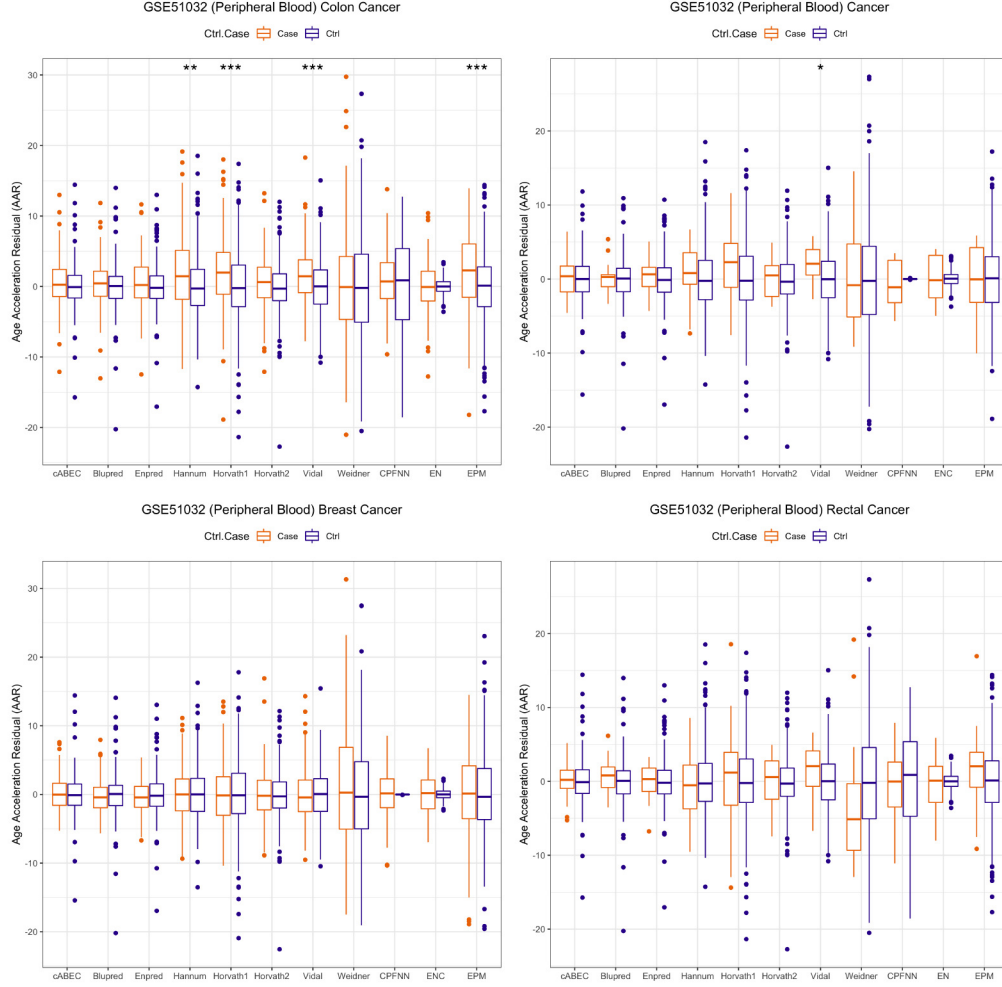 GSE51032 (Peripheral Blood) Colon Cancer
Ctrl.Case Case Ctrl
** *** *** ***
30
20
10
0
-10
-20
Age Acceleration Residual (AAR)
cABEC Blupred Enpred Hannum Horvath1 Horvath2 Vidal Weidner CPFNN EN EPM
GSE51032 (Peripheral Blood) Cancer
Ctrl.Case Case Ctrl
*
20
10
0
-10
-20
Age Acceleration Residual (AAR)
cABEC Blupred Enpred Hannum Horvath1 Horvath2 Vidal Weidner CPFNN ENC EPM
GSE51032 (Peripheral Blood) Breast Cancer
Ctrl.Case Case Ctrl
30
20
10
0
-10
-20
Age Acceleration Residual (AAR)
cABEC Blupred Enpred Hannum Horvath1 Horvath2 Vidal Weidner CPFNN ENC EPM
GSE51032 (Peripheral Blood) Rectal Cancer
Ctrl.Case Case Ctrl
20
10
0
-10
-20
Age Acceleration Residual (AAR)
cABEC Blupred Enpred Hannum Horvath1 Horvath2 Vidal Weidner CPFNN EN EPM